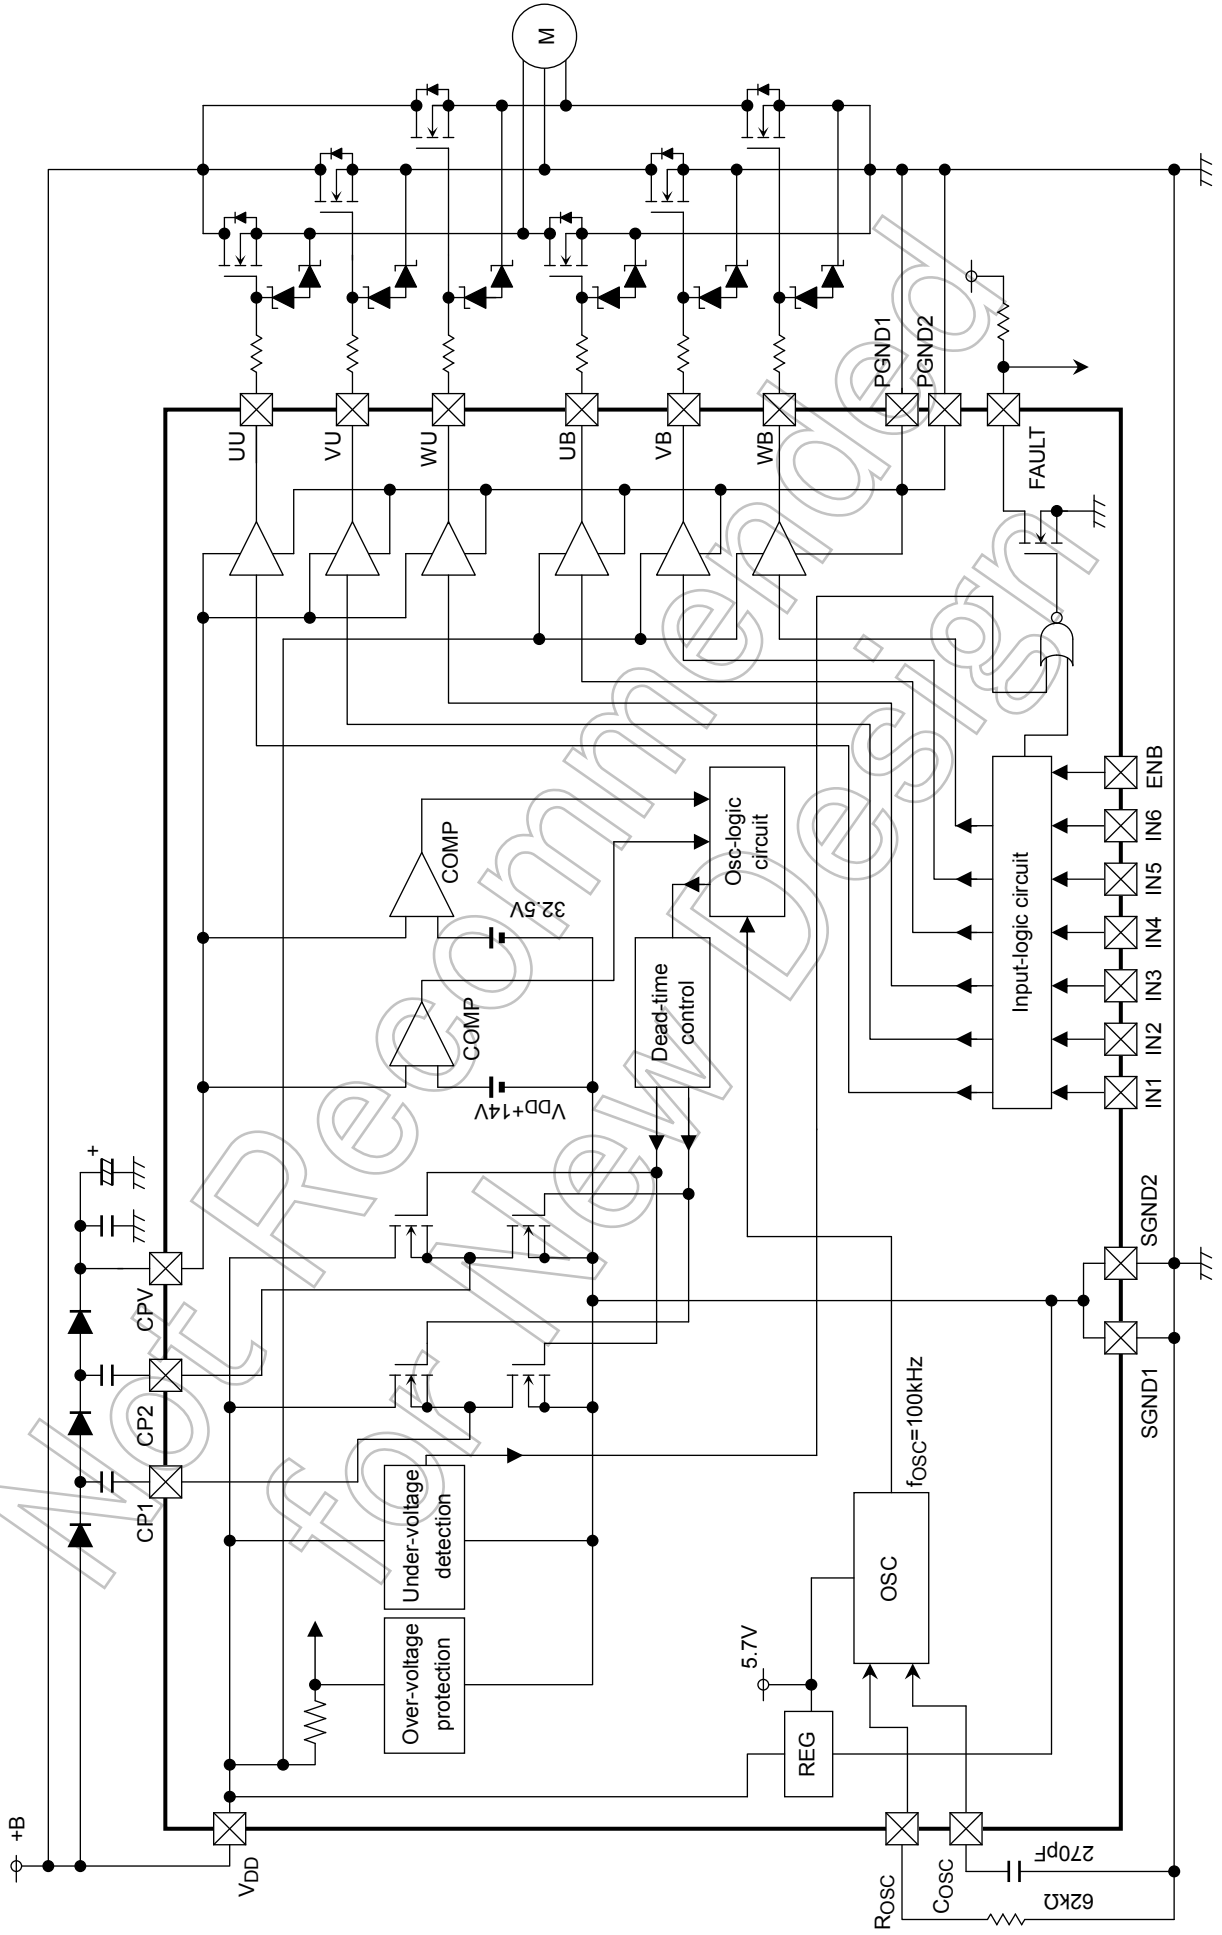 +B
VDD
CP1
CP2
CPV
+
Over-voltage
protection
Under-voltage
detection
VDD+14V
COMP
32.5V
COMP
Dead-time
control
Osc-logic
circuit
5.7V
REG
OSC
fOSC=100kHz
ROSC
COSC
62kΩ
270pF
SGND1
SGND2
Input-logic circuit
IN1
IN2
IN3
IN4
IN5
IN6
ENB
UU
VU
WU
UB
VB
WB
PGND1
PGND2
FAULT
M
Not Recommended
for New Design